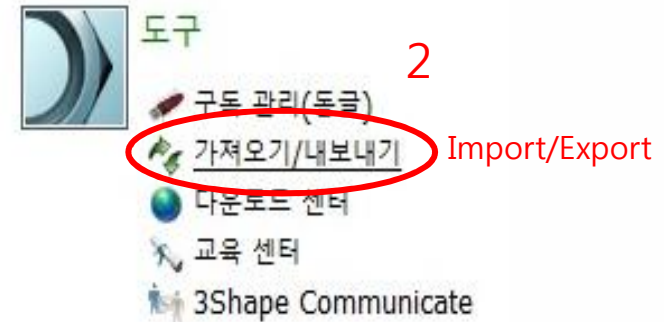 도구
2
구독 관리(동글)
가져오기/내보내기 Import/Export
다운로드 센터
교육 센터
3Shape Communicate